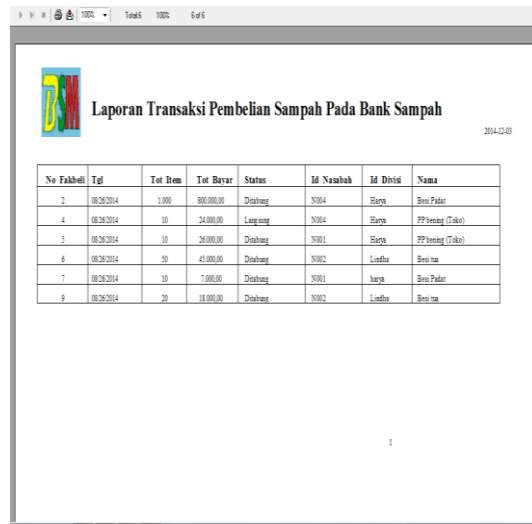 100% Total:6 100% 6 of 6
BSM
Laporan Transaksi Pembelian Sampah Pada Bank Sampah
2014-12-03
No Fakbeli Tgl Tot Item Tot Bayar Status Id Nasabah Id Divisi Nama
2 08/26/2014 1.000 800.000,00 Ditabung N004 Harya Besi Padat
4 08/26/2014 10 24.000,00 Langsung N004 Harya PP bening (Toko)
5 08/26/2014 10 26.000,00 Ditabung N001 Harya PP bening (Toko)
6 08/26/2014 50 45.000,00 Ditabung N002 Lindha Besi tua
7 08/26/2014 10 7.000,00 Ditabung N001 harya Besi Padat
9 08/26/2014 20 18.000,00 Ditabung N002 Lindha Besi tua
1